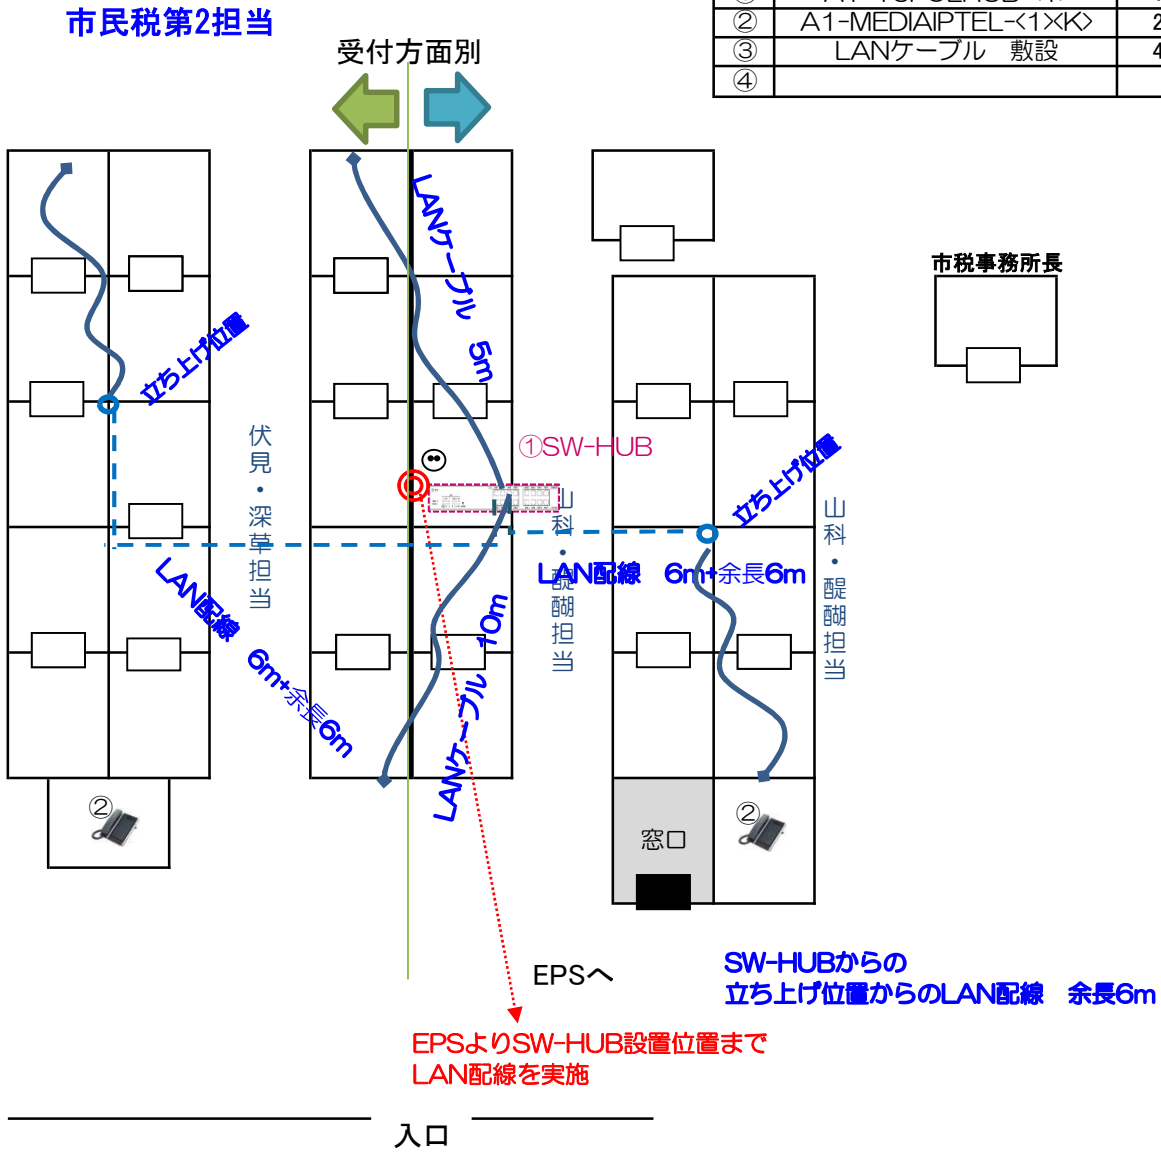 市民税第2担当
② A1-MEDIAIPTEL-<1><K> 2
③ LANケーブル 敷設 4
④
受付方面別
市税事務所長
LANケーブル 5m
立ち上げ位置
①SW-HUB
伏見・深草担当
立ち上げ位置
山科・醍醐担当
山科・醍醐担当
LAN配線 6m+余長6m
LAN配線 6m+余長6m
LANケーブル 10m
②
②
窓口
SW-HUBからの
立ち上げ位置からのLAN配線 余長6m
EPSへ
EPSよりSW-HUB設置位置まで
LAN配線を実施
入口